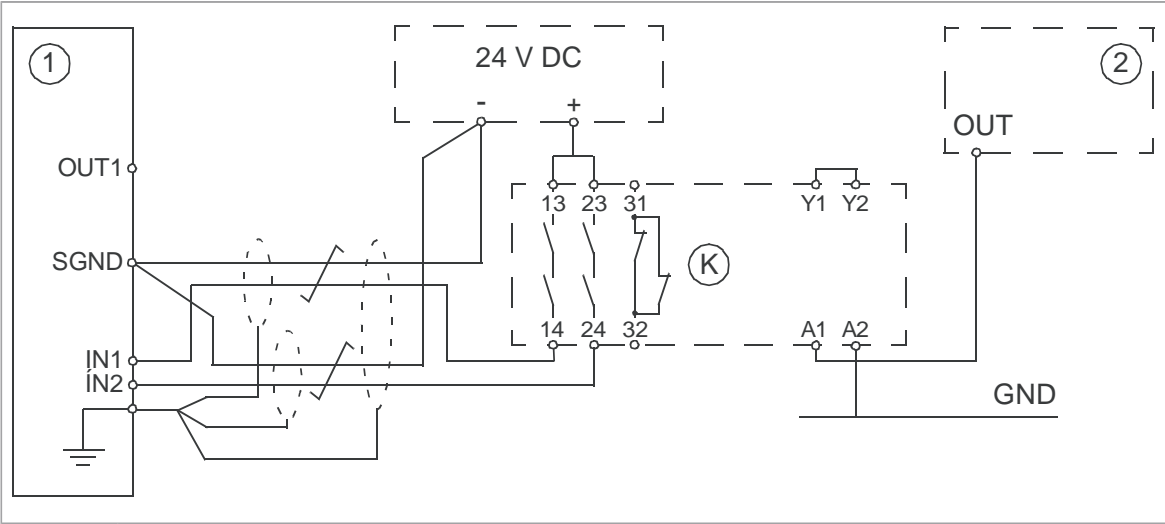 1
24 V DC
2
- +
OUT
OUT1
13 23 31
Y1 Y2
SGND
K
14 24 32
A1 A2
IN1
IN2
GND